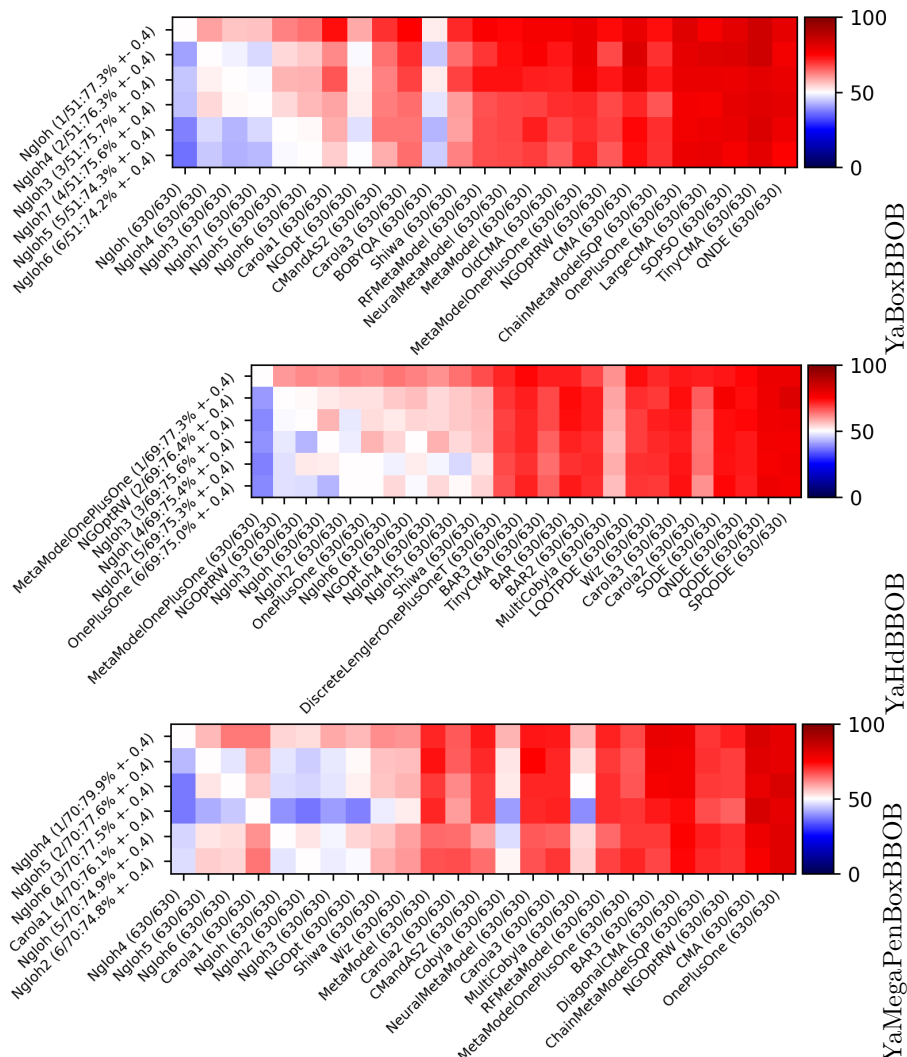 NgIoh (1/51:77.3% +- 0.4)
NgIoh4 (2/51:76.3% +- 0.4)
NgIoh3 (3/51:75.7% +- 0.4)
NgIoh7 (4/51:75.6% +- 0.4)
NgIoh5 (5/51:74.3% +- 0.4)
NgIoh6 (6/51:74.2% +- 0.4)
NgIoh (630/630)
NgIoh4 (630/630)
NgIoh3 (630/630)
NgIoh7 (630/630)
NgIoh5 (630/630)
NgIoh6 (630/630)
Carola1 (630/630)
NGOpt (630/630)
CMandAS2 (630/630)
Carola3 (630/630)
BOBYQA (630/630)
Shiwa (630/630)
RFMetaModel (630/630)
NeuralMetaModel (630/630)
MetaModel (630/630)
OldCMA (630/630)
MetaModelOnePlusOne (630/630)
NGOptRW (630/630)
CMA (630/630)
ChainMetaModelSQP (630/630)
OnePlusOne (630/630)
LargeCMA (630/630)
SOPSO (630/630)
TinyCMA (630/630)
QNDE (630/630)
100
50
0
YaBoxBBOB
MetaModelOnePlusOne (1/69:77.3% +- 0.4)
NGOptRW (2/69:76.4% +- 0.4)
NgIoh3 (3/69:75.6% +- 0.4)
NgIoh (4/69:75.4% +- 0.4)
NgIoh2 (5/69:75.3% +- 0.4)
OnePlusOne (6/69:75.0% +- 0.4)
MetaModelOnePlusOne (630/630)
NGOptRW (630/630)
NgIoh3 (630/630)
NgIoh (630/630)
NgIoh2 (630/630)
OnePlusOne (630/630)
NgIoh6 (630/630)
NGOpt (630/630)
NgIoh4 (630/630)
NgIoh5 (630/630)
Shiwa (630/630)
DiscreteLenglerOnePlusOneT (630/630)
BAR3 (630/630)
TinyCMA (630/630)
BAR (630/630)
BAR2 (630/630)
MultiCobyla (630/630)
LQOTPDE (630/630)
Wiz (630/630)
Carola3 (630/630)
Carola2 (630/630)
SODE (630/630)
QNDE (630/630)
QODE (630/630)
SPQODE (630/630)
100
50
0
YaHdBBOB
NgIoh4 (1/70:79.9% +- 0.4)
NgIoh5 (2/70:77.6% +- 0.4)
NgIoh6 (3/70:77.5% +- 0.4)
Carola1 (4/70:76.1% +- 0.4)
NgIoh (5/70:74.9% +- 0.4)
NgIoh2 (6/70:74.8% +- 0.4)
NgIoh4 (630/630)
NgIoh5 (630/630)
NgIoh6 (630/630)
Carola1 (630/630)
NgIoh (630/630)
NgIoh2 (630/630)
NgIoh3 (630/630)
NGOpt (630/630)
Shiwa (630/630)
Wiz (630/630)
MetaModel (630/630)
Carola2 (630/630)
CMandAS2 (630/630)
Cobyla (630/630)
NeuralMetaModel (630/630)
Carola3 (630/630)
MultiCobyla (630/630)
RFMetaModel (630/630)
MetaModelOnePlusOne (630/630)
BAR3 (630/630)
DiagonalCMA (630/630)
ChainMetaModelSQP (630/630)
NGOptRW (630/630)
CMA (630/630)
OnePlusOne (630/630)
100
50
0
YaMegaPenBoxBBOB